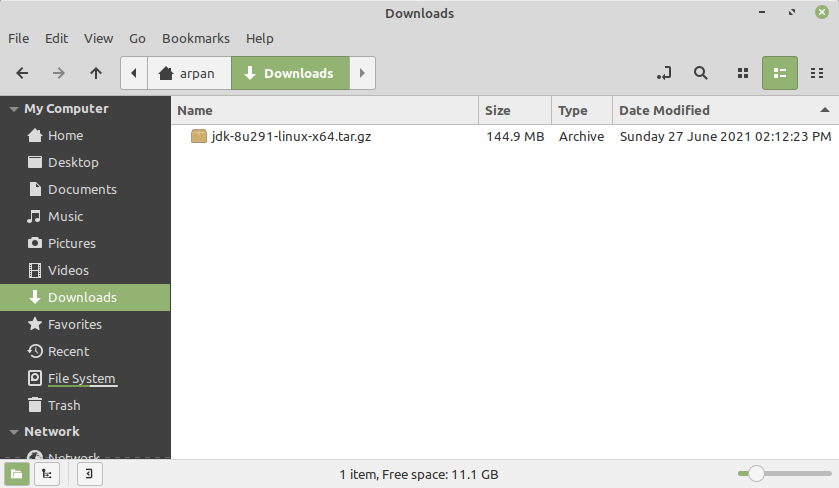 Downloads
File Edit View Go Bookmarks Help
arpan Downloads
My Computer
Home
Desktop
Documents
Music
Pictures
Videos
Downloads
Favorites
Recent
File System
Trash
Network
Network
Name Size Type Date Modified
jdk-8u291-linux-x64.tar.gz 144.9 MB Archive Sunday 27 June 2021 02:12:23 PM
1 item, Free space: 11.1 GB